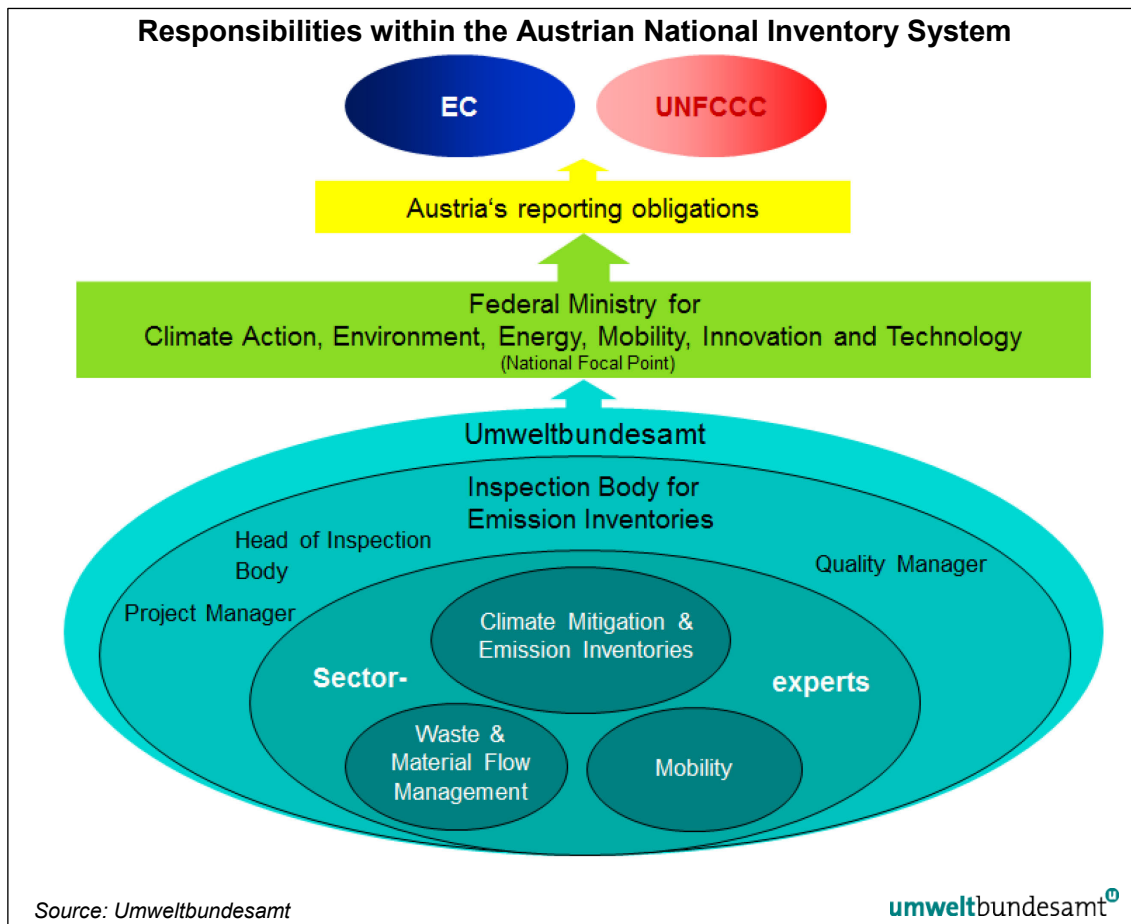 Responsibilities within the Austrian National Inventory System
EC
UNFCCC
Austria‘s reporting obligations
Federal Ministry for
Climate Action, Environment, Energy, Mobility, Innovation and Technology
(National Focal Point)
Umweltbundesamt
Inspection Body for
Emission Inventories
Head of Inspection
Body
Quality Manager
Project Manager
Climate Mitigation &
Emission Inventories
Sector-
experts
Waste &
Material Flow
Management
Mobility
Source: Umweltbundesamt
umweltbundesamt
u